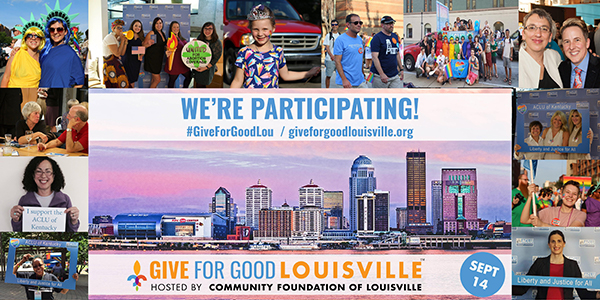 WE'RE PARTICIPATING!
#GiveForGoodLou / giveforgoodlouisville.org
GIVE FOR GOOD LOUISVILLE™
HOSTED BY COMMUNITY FOUNDATION OF LOUISVILLE
SEPT
14
I support the
ACLU of
Kentucky
ACLU of Kentucky
Liberty and Justice for All
Liberty and Justice for All